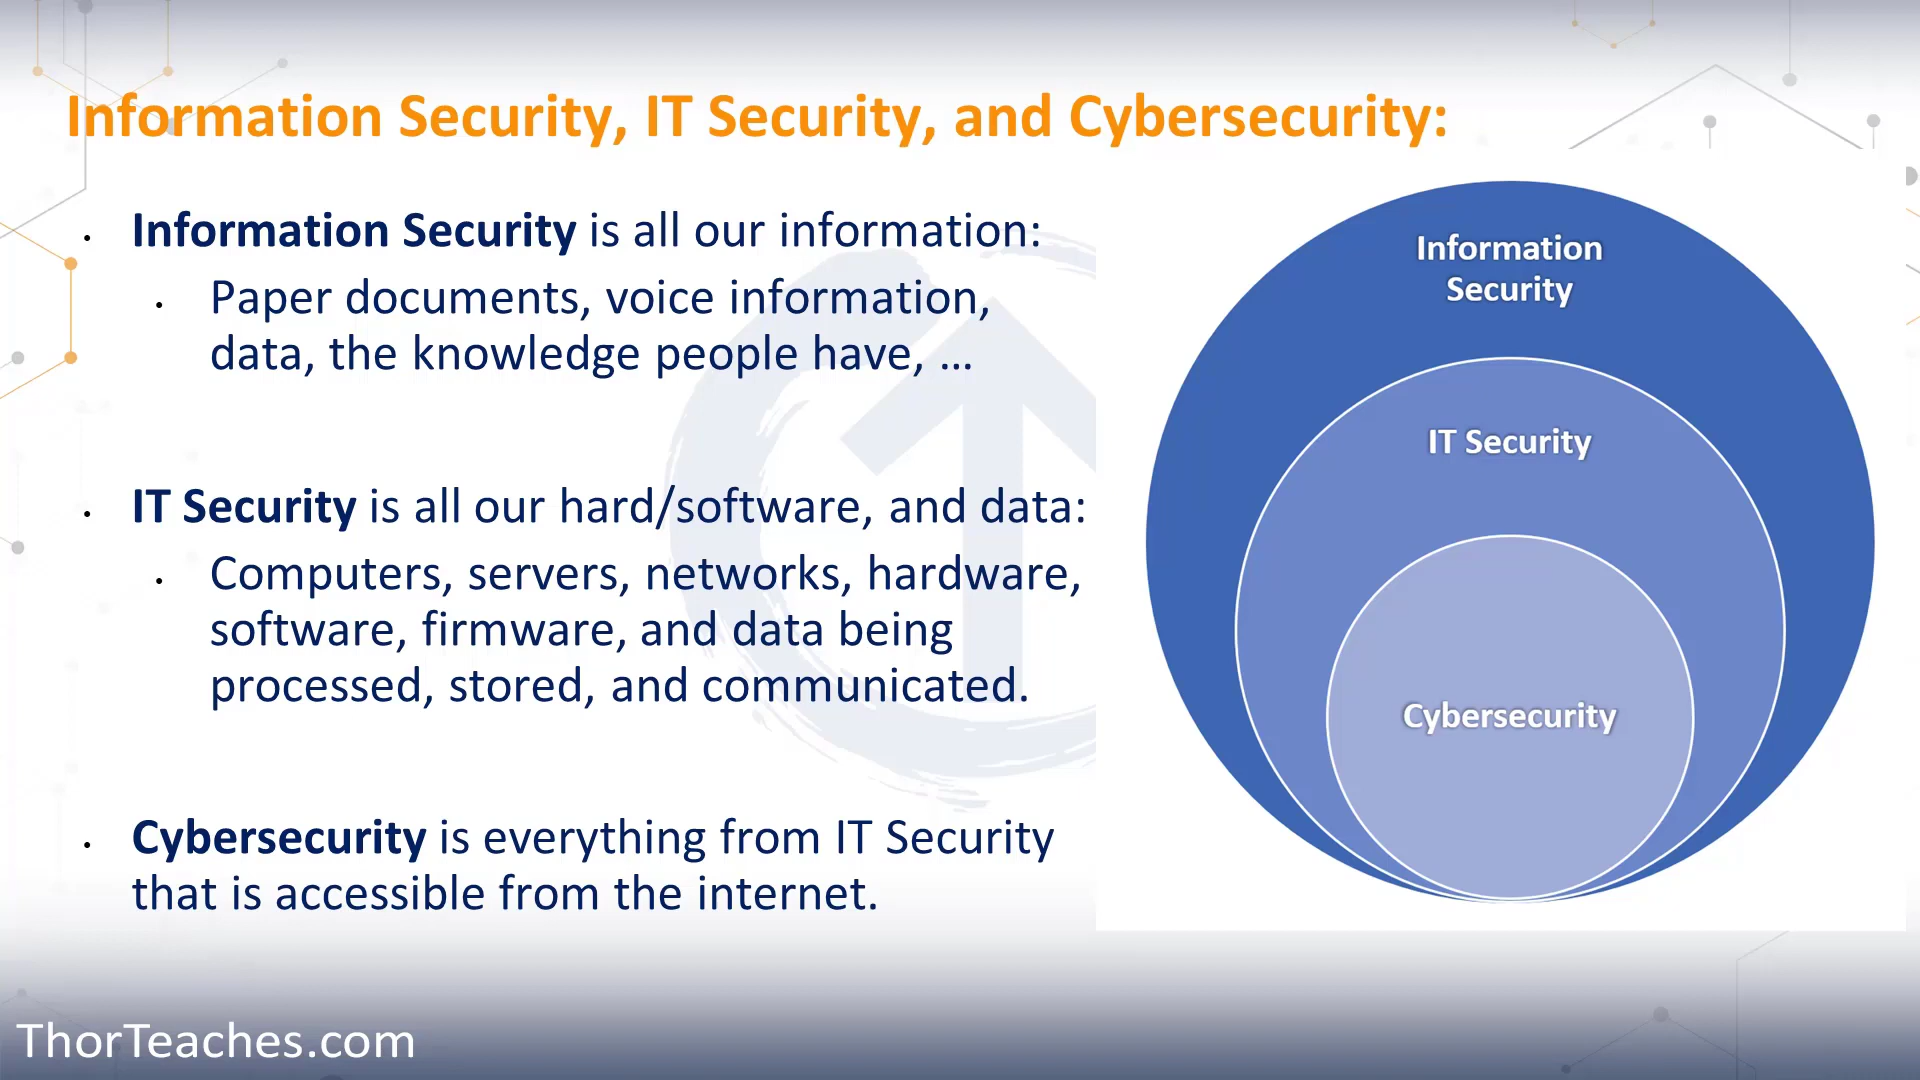 Information Security, IT Security, and Cybersecurity:
• Information Security is all our information:
• Paper documents, voice information,
data, the knowledge people have, ...
• IT Security is all our hard/software, and data:
• Computers, servers, networks, hardware,
software, firmware, and data being
processed, stored, and communicated.
• Cybersecurity is everything from IT Security
that is accessible from the internet.
Information
Security
IT Security
Cybersecurity
ThorTeaches.com